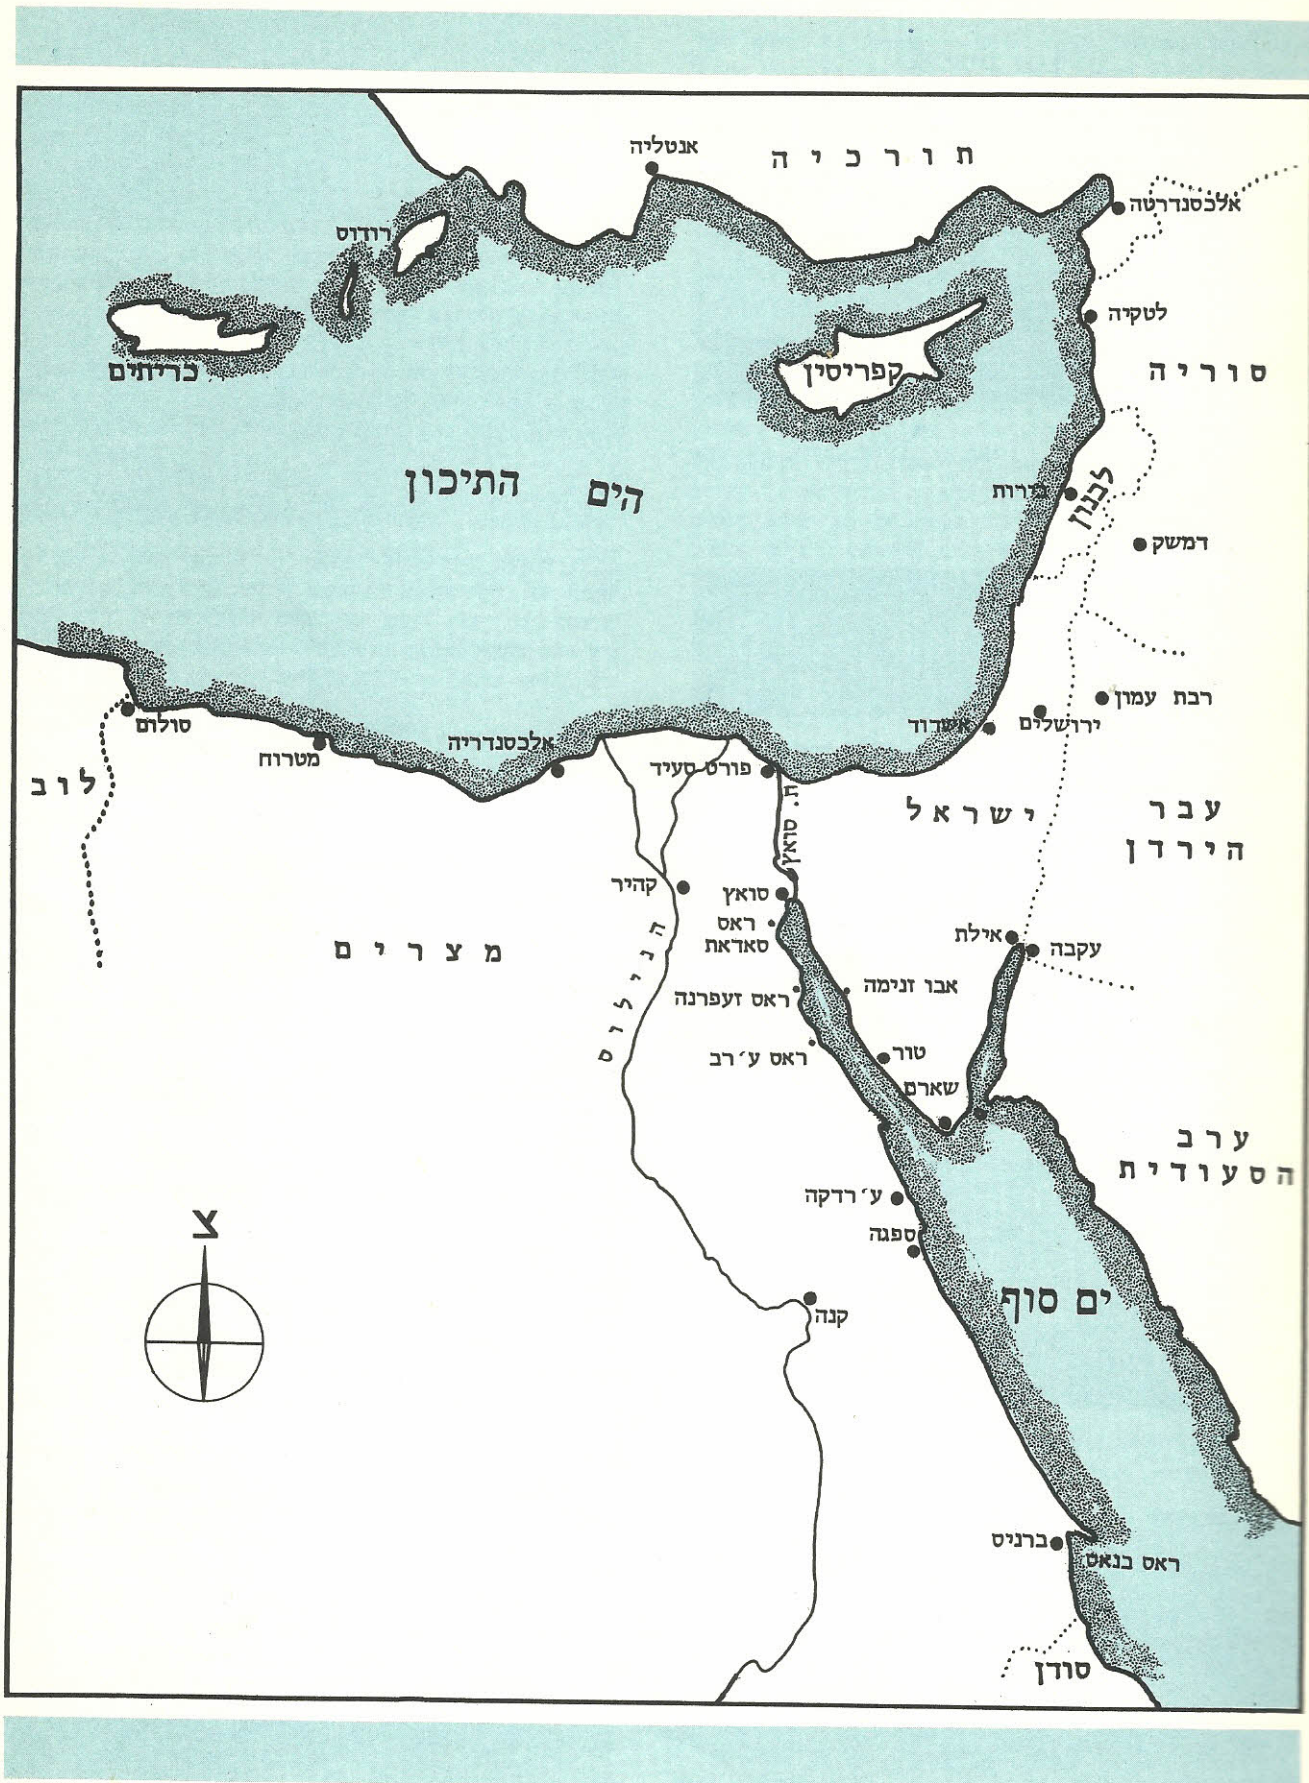 תורכיה
אנטליה
אלכסנדרטה
רודוס
לטקיה
כריתים
קפריסין
סוריה
הים התיכון
בירות
לבנון
דמשק
רבת עמון
ירושלים
אשדוד
סולום
מטרוח
אלכסנדריה
פורט סעיד
ת. סואץ
לוב
ישראל
עבר
הירדן
קהיר
סואץ
ראס
סאדאת
מצרים
הנילוס
אילת
עקבה
אבו זנימה
ראס זעפרנה
ראס ע׳רב
טור
שארם
ערב
הסעודית
ע׳רדקה
ספגה
צ
ים סוף
קנה
ברניס
ראס בנאס
סודן